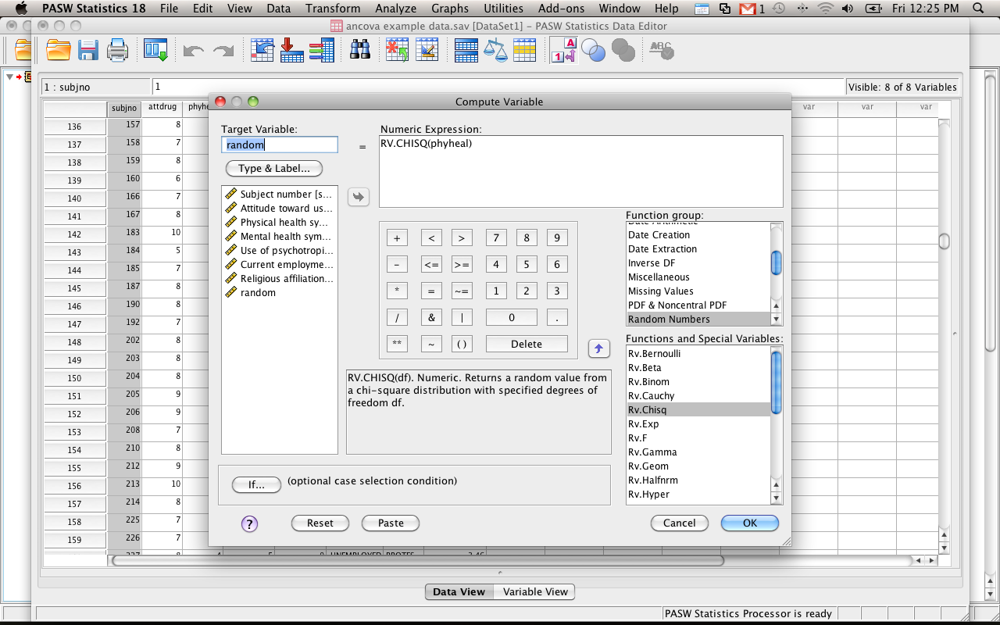 PASW Statistics 18 File Edit View Data Transform Analyze Graphs Utilities Add-ons Window Help 1 Fri 12:25 PM
ancova example data.sav [DataSet1] – PASW Statistics Data Editor
1 : subjno 1 Visible: 8 of 8 Variables
subjno attdrug var var var
Compute Variable
Target Variable:
random
=
Type & Label...
Subject number [s...
Attitude toward us...
Physical health sy...
Mental health sym...
Use of psychotropi...
Current employme...
Religious affiliation...
random
Numeric Expression:
RV.CHISQ(phyheal)
+ < > 7 8 9
– <= >= 4 5 6
* = ~= 1 2 3
/ & | 0 .
** ~ () Delete
Function group:
Date Arithmetic
Date Creation
Date Extraction
Inverse DF
Miscellaneous
Missing Values
PDF & Noncentral PDF
Random Numbers
Functions and Special Variables:
Rv.Bernoulli
Rv.Beta
Rv.Binom
Rv.Cauchy
Rv.Chisq
Rv.Exp
Rv.F
Rv.Gamma
Rv.Geom
Rv.Halfnrm
Rv.Hyper
RV.CHISQ(df). Numeric. Returns a random value from
a chi-square distribution with specified degrees of
freedom df.
If... (optional case selection condition)
? Reset Paste Cancel OK
136 157 8
137 158 7
138 159 8
139 160 6
140 166 7
141 167 8
142 183 10
143 184 5
144 185 7
145 187 8
146 190 8
147 192 7
148 202 8
149 203 8
150 204 8
151 205 9
152 206 9
153 208 7
154 210 8
155 212 9
156 213 10
157 214 8
158 225 7
159 226 7
Data View Variable View
PASW Statistics Processor is ready